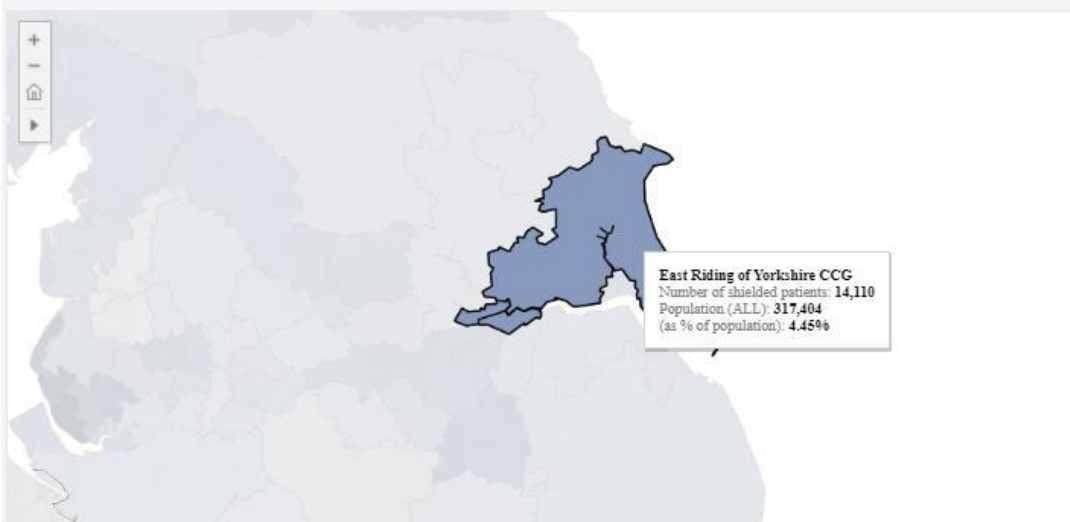 East Riding of Yorkshire CCG
Number of shielded patients: 14,110
Population (ALL): 317,404
(as % of population): 4.45%